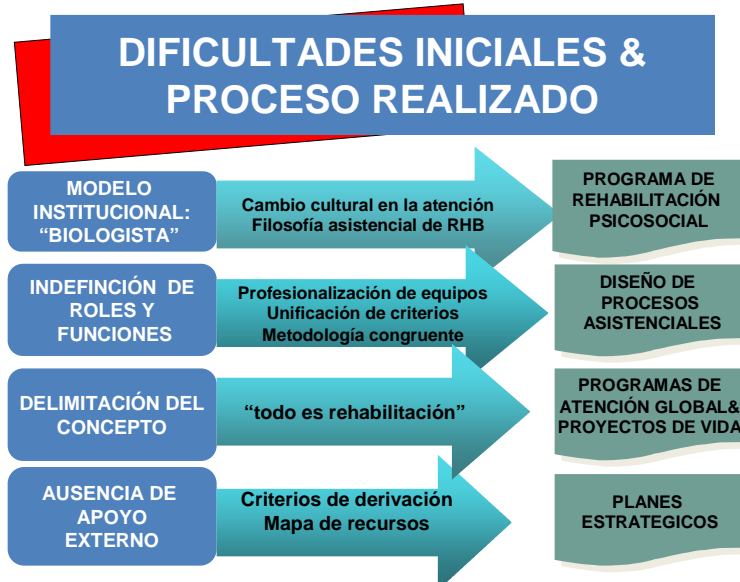 DIFICULTADES INICIALES &
PROCESO REALIZADO
MODELO
INSTITUCIONAL:
“BIOLOGISTA”
Cambio cultural en la atención
Filosofía asistencial de RHB
PROGRAMA DE
REHABILITACIÓN
PSICOSOCIAL
INDEFINCIÓN DE
ROLES Y
FUNCIONES
Profesionalización de equipos
Unificación de criterios
Metodología congruente
DISEÑO DE
PROCESOS
ASISTENCIALES
DELIMITACIÓN DEL
CONCEPTO
“todo es rehabilitación”
PROGRAMAS DE
ATENCIÓN GLOBAL&
PROYECTOS DE VIDA
AUSENCIA DE
APOYO
EXTERNO
Criterios de derivación
Mapa de recursos
PLANES
ESTRATEGICOS